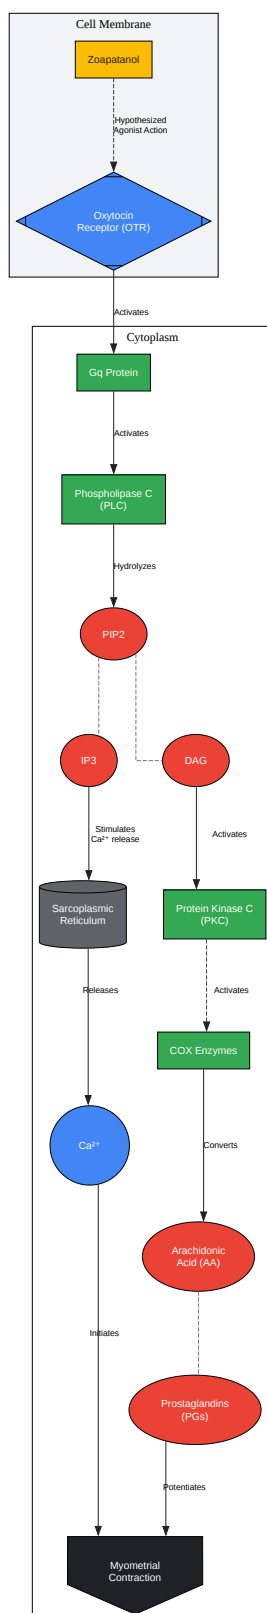 Cell Membrane
Zoapatanol
Hypothesized
Agonist Action
Oxytocin
Receptor (OTR)
Activates
Cytoplasm
Gq Protein
Activates
Phospholipase C
(PLC)
Hydrolyzes
PIP2
IP3
DAG
Stimulates
Ca²⁺ release
Activates
Sarcoplasmic
Reticulum
Protein Kinase C
(PKC)
Releases
Activates
COX Enzymes
Ca²⁺
Converts
Arachidonic
Acid (AA)
Initiates
Prostaglandins
(PGs)
Potentiates
Myometrial
Contraction